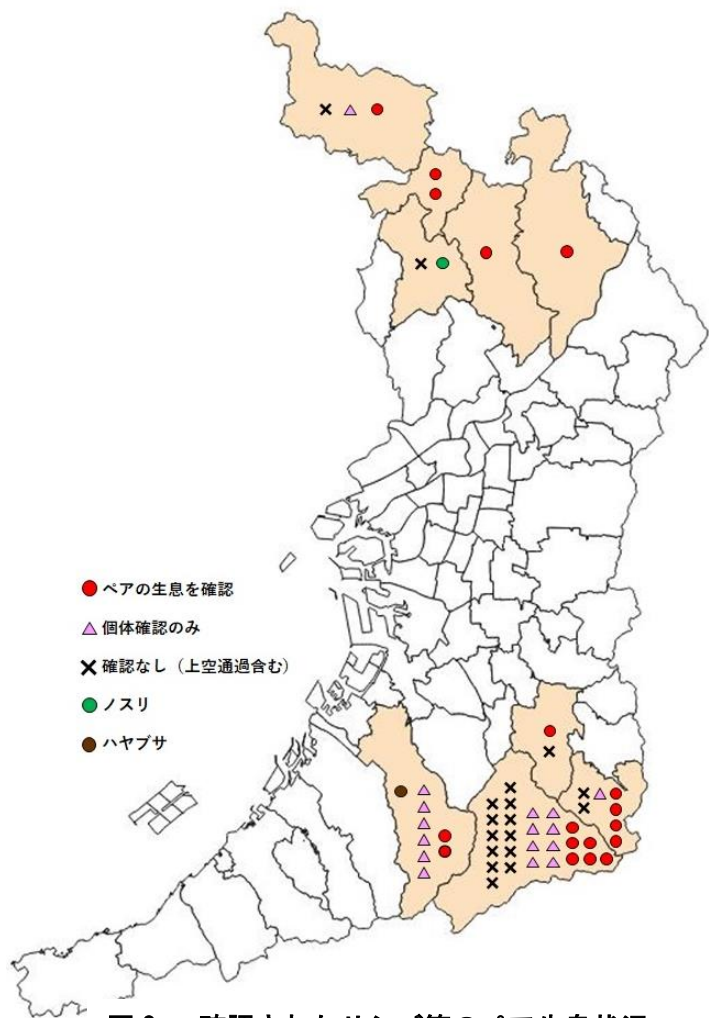 ペアの生息を確認
個体確認のみ
確認なし（上空通過含む）
ノスリ
ハヤブサ